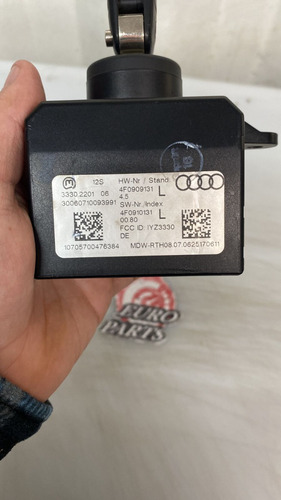 12S HW-Nr / Stand
3330.2201 06 4F0909131 L
4.5
30060710093991 SW-Nr./Index
4F0910131 L
00.80
FCC ID: IYZ3330
DE
10705700476384 MDW-RTH08.07.0625170611
EURO
PARTS